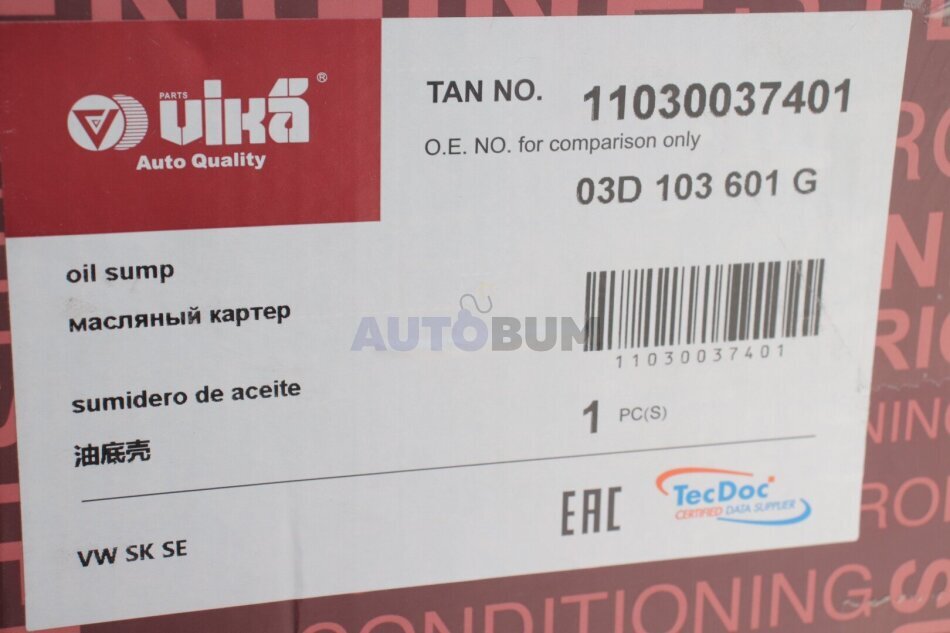 PARTS
vika®
Auto Quality
TAN NO. 11030037401
O.E. NO. for comparison only
03D 103 601 G
oil sump
масляный картер
sumidero de aceite
油底壳
VW SK SE
11030037401
1 PC(S)
EAC
TecDoc
CERTIFIED DATA SUPPLIER
AUTOBUM
CONDITIONING